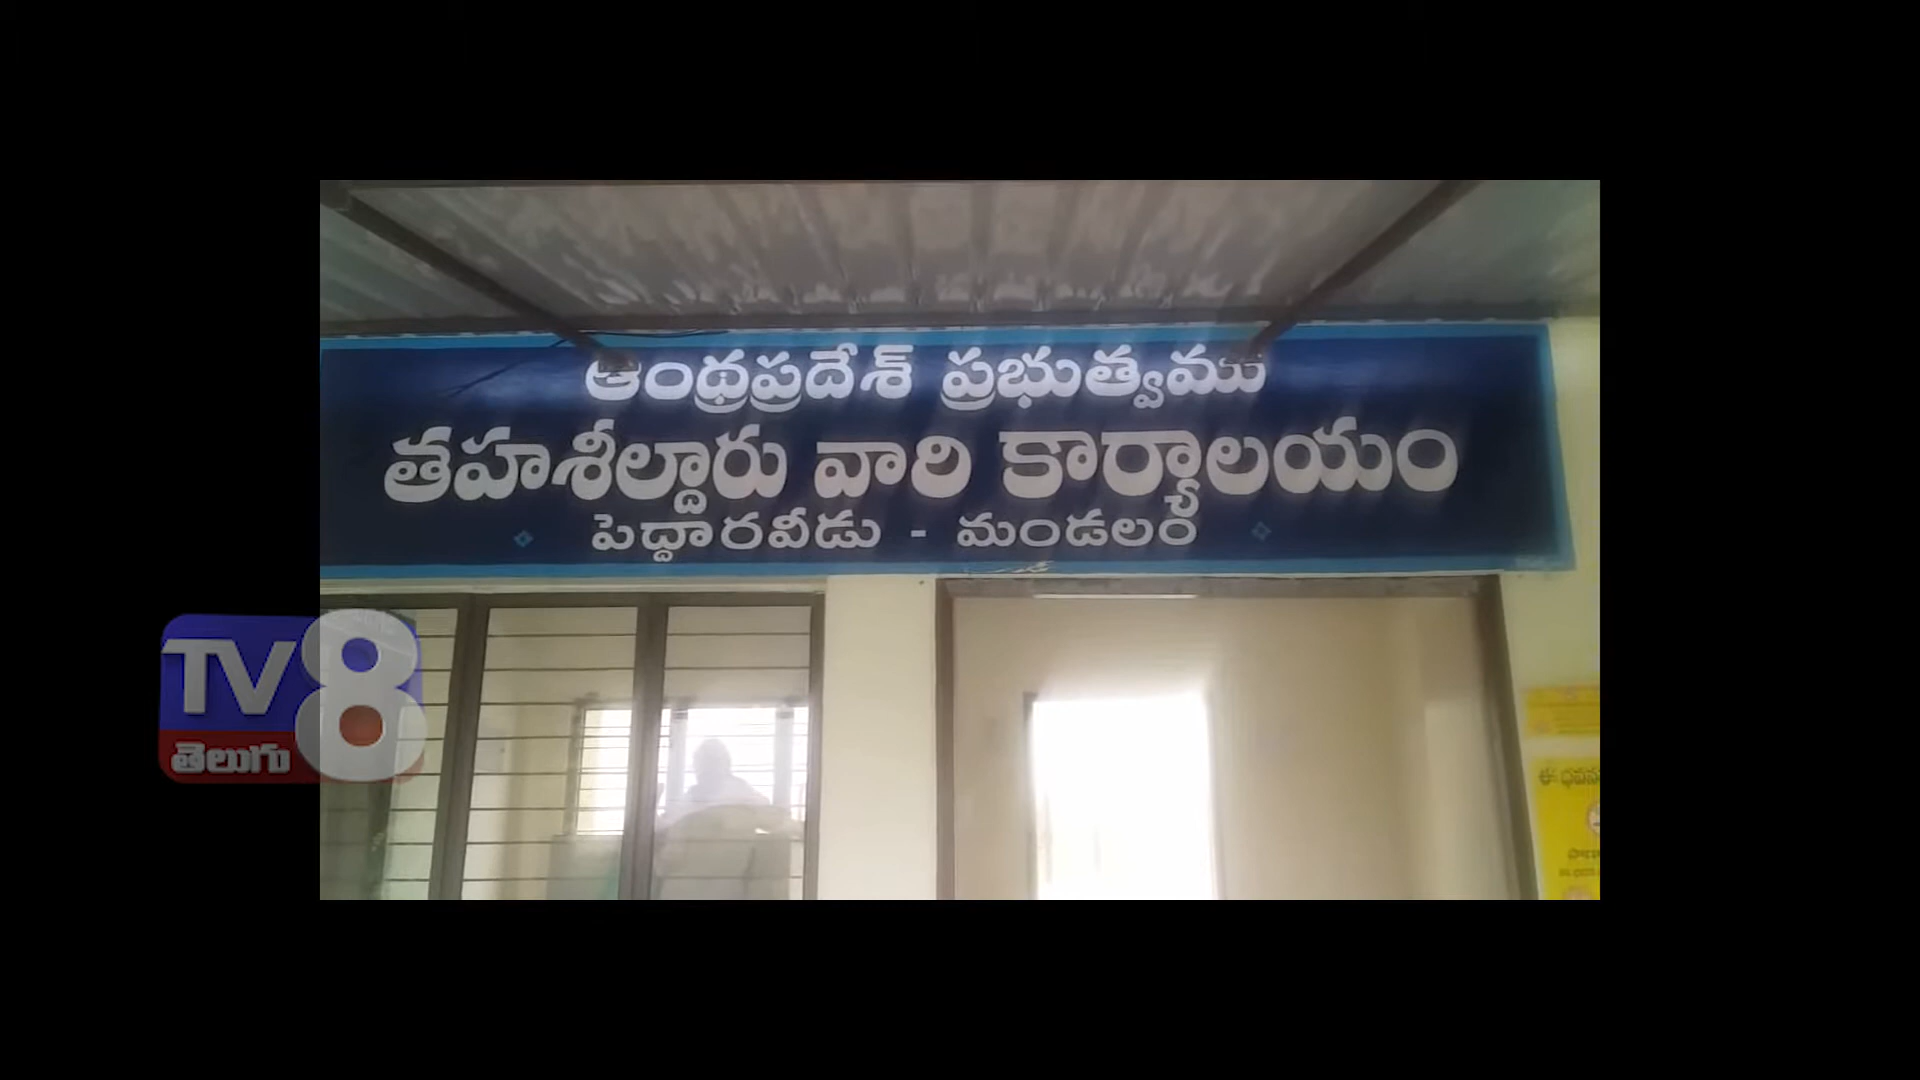 ఆంధ్రప్రదేశ్ ప్రభుత్వము
తహశీల్దారు వారి కార్యాలయం
పెద్దారవీడు - మండలం
TV8
తెలుగు